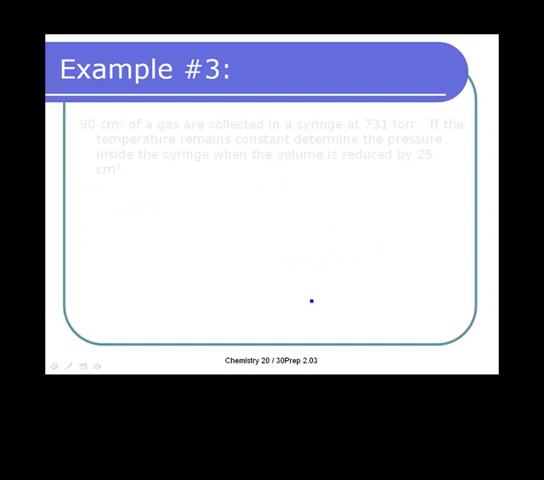 Example #3:
90 cm³ of a gas are collected in a syringe at 731 torr. If the
temperature remains constant determine the pressure
inside the syringe when the volume is reduced by 25
cm³.
Chemistry 20 / 30Prep 2.03